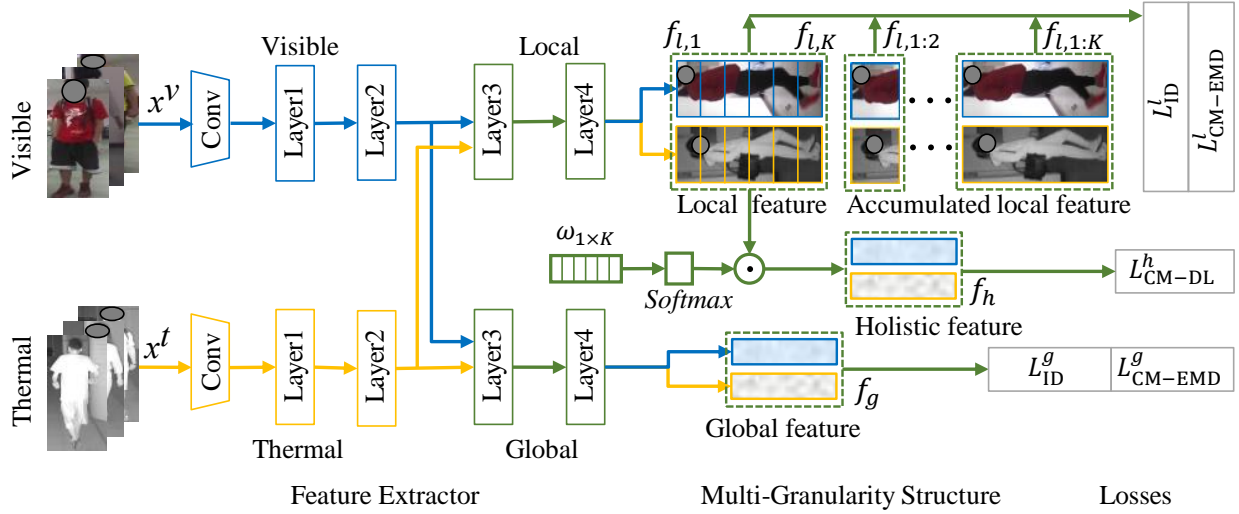 Visible
Local
f_{l,1}
f_{l,K}
f_{l,1:2}
f_{l,1:K}
Visible
x^v
Conv
Layer1
Layer2
Layer3
Layer4
L^l_{ID}
L^l_{CM-EMD}
Local feature
Accumulated local feature
ω_{1×K}
Softmax
f_h
L^h_{CM-DL}
Holistic feature
Thermal
x^t
Conv
Layer1
Layer2
Layer3
Layer4
f_g
L^g_{ID}
L^g_{CM-EMD}
Thermal
Global
Global feature
Feature Extractor
Multi-Granularity Structure
Losses